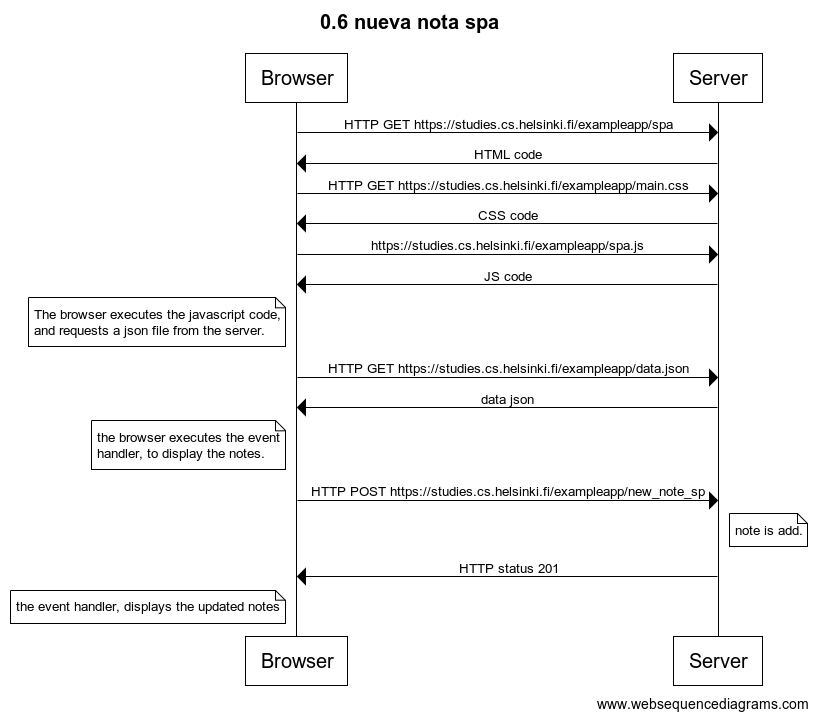 0.6 nueva nota spa
Browser
Server
HTTP GET https://studies.cs.helsinki.fi/exampleapp/spa
HTML code
HTTP GET https://studies.cs.helsinki.fi/exampleapp/main.css
CSS code
https://studies.cs.helsinki.fi/exampleapp/spa.js
JS code
The browser executes the javascript code,
and requests a json file from the server.
HTTP GET https://studies.cs.helsinki.fi/exampleapp/data.json
data json
the browser executes the event
handler, to display the notes.
HTTP POST https://studies.cs.helsinki.fi/exampleapp/new_note_sp
note is add.
HTTP status 201
the event handler, displays the updated notes
Browser
Server
www.websequencediagrams.com